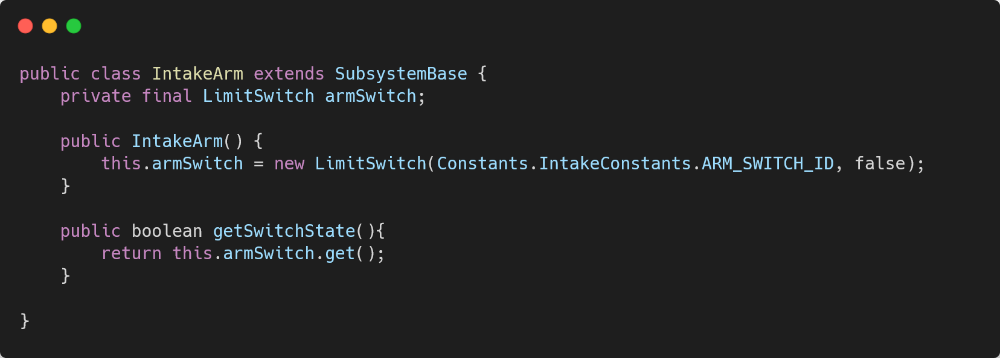 public class IntakeArm extends SubsystemBase {
    private final LimitSwitch armSwitch;

    public IntakeArm() {
        this.armSwitch = new LimitSwitch(Constants.IntakeConstants.ARM_SWITCH_ID, false);
    }

    public boolean getSwitchState(){
        return this.armSwitch.get();
    }

}